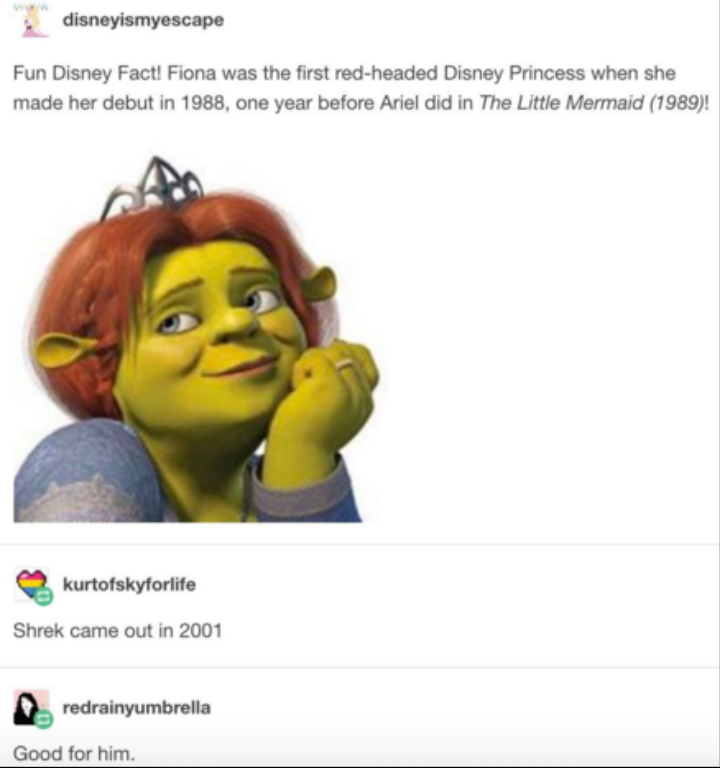 disneyismyescape
Fun Disney Fact! Fiona was the first red-headed Disney Princess when she
made her debut in 1988, one year before Ariel did in The Little Mermaid (1989)!
kurtofskyforlife
Shrek came out in 2001
redrainyumbrella
Good for him.